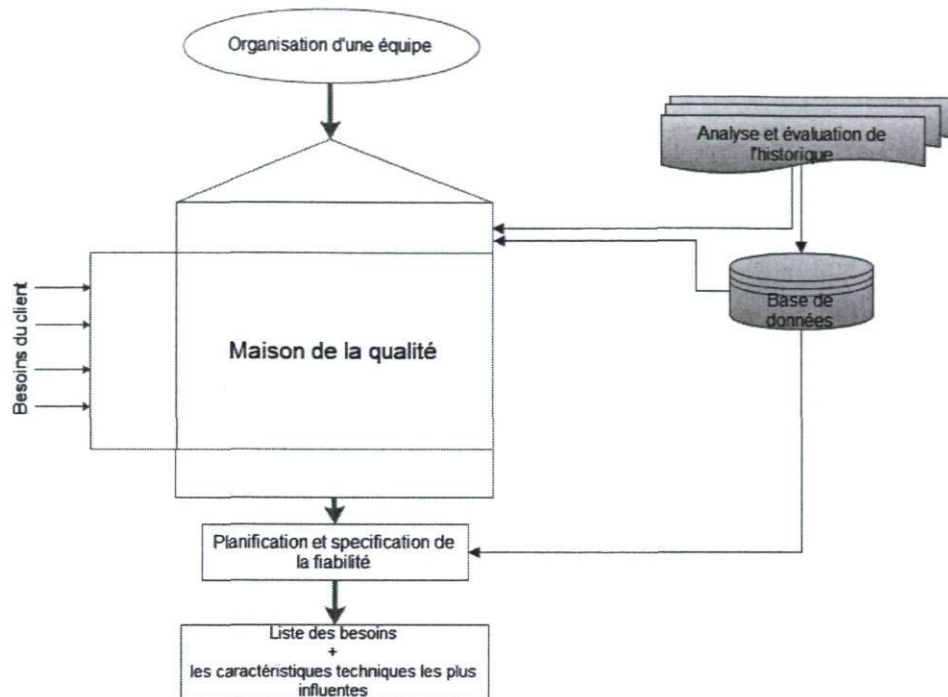 Organisation d'une équipe
Analyse et évaluation de
l'historique
Base de
données
Besoins du client
Maison de la qualité
Planification et specification de
la fiabilité
Liste des besoins
+
les caractéristiques techniques les plus
influentes